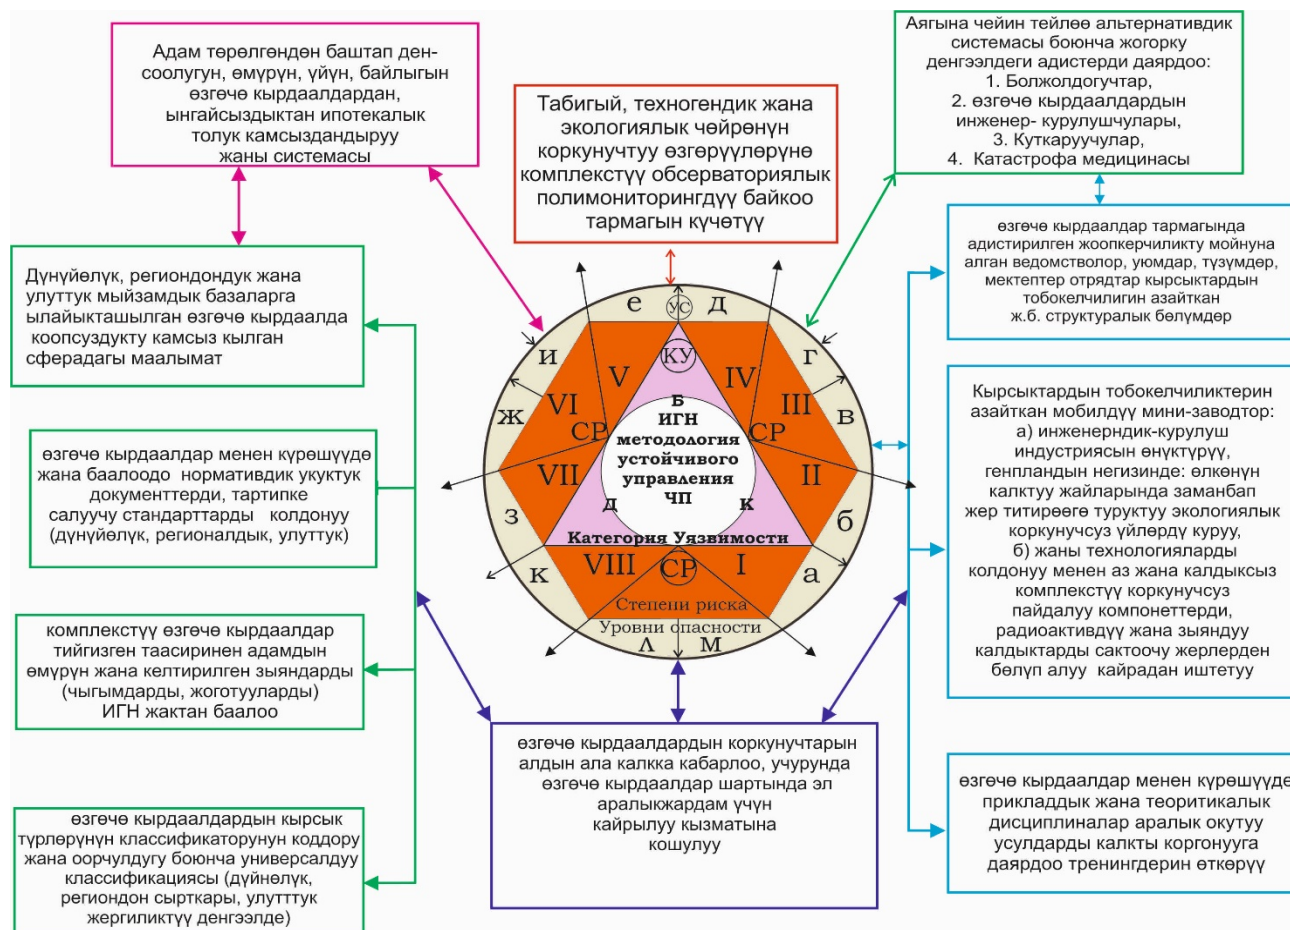 Адам төрөлгөндөн баштап ден-
соолугун, өмүрүн, үйүн, байлыгын
өзгөчө кырдаалдардан,
ынгайсыздыктан ипотекалык
толук камсыздандыруу
жаны системасы
Табигый, техногендик жана
экологиялык чөйрөнүн
коркунучтуу өзгөрүүлөрүнө
комплекстүү обсерваториялык
полимониторингдүү байкоо
тармагын күчөтүү
Аягына чейин тейлөө альтернативдик
системасы боюнча жогорку
денгээлдеги адистерди даярдоо:
1. Болжолдогучтар,
2. өзгөчө кырдаалдардын
инженер- курулушчулары,
3. Куткаруучулар,
4. Катастрофа медицинасы
Дүнүйөлүк, региондондук жана
улуттук мыйзамдык базаларга
ылайыкташылган өзгөчө кырдаалда
коопсуздукту камсыз кылган
сферадагы маалымат
өзгөчө кырдаалдар менен күрөшүүдө
жана баалоодо нормативдик укуктук
документтерди, тартипке
салуучу стандарттарды колдонуу
(дүнүйөлүк, регионалдык, улуттук)
комплекстүү өзгөчө кырдаалдар
тийгизген таасиринен адамдын
өмүрүн жана келтирилген зыяндарды
(чыгымдарды, жоготууларды)
ИГН жактан баалоо
өзгөчө кырдаалдардын кырсык
түрлөрүнүн классификаторунун коддору
жана оорчулдугу боюнча универсалдуу
классификациясы (дүйнөлүк,
региондон сырткары, улутттук
жергиликтүү денгээлде)
е
УС
д
и
г
КУ
V
IV
ж
VI
III
в
СР
СР
Б
ИГН
методология
устойчивого
управления
ЧП
VII
II
з
Д
К
б
Категория Уязвимости
к
VIII
СР
I
а
Степени риска
Уровни опасности
л
м
өзгөчө кырдаалдардын коркунучтарын
алдын ала калкка кабарлоо, учурунда
өзгөчө кырдаалдар шартында эл
аралыкжардам үчүн
кайрылуу кызматына
кошулуу
өзгөчө кырдаалдар тармагында
адистирилген жоопкерчиликту мойнуна
алган ведомстволор, уюмдар, түзүмдөр,
мектептер отрядтар кырсыктардын
тобокелчилигин азайткан
ж.б. структуралык бөлүмдөр
Кырсыктардын тобокелчиликтерин
азайткан мобилдүү мини-заводтор:
а) инженерндик-курулуш
индустриясын өнүктүрүү,
генпландын негизинде: өлкөнүн
калктуу жайларында заманбап
жер титирөөгө туруктуу экологиялык
коркунучсуз үйлөрдү куруу,
б) жаны технологияларды
колдонуу менен аз жана калдыксыз
комплекстүү коркунучсуз
пайдалуу компонеттерди,
радиоактивдүү жана зыяндуу
калдыктарды сактоочу жерлерден
бөлүп алуу кайрадан иштетуу
өзгөчө кырдаалдар менен күрөшүүдө
прикладдык жана теоритикалык
дисциплиналар аралык окутуу
усулдарды калкты коргонууга
даярдоо тренингдерин өткөрүү